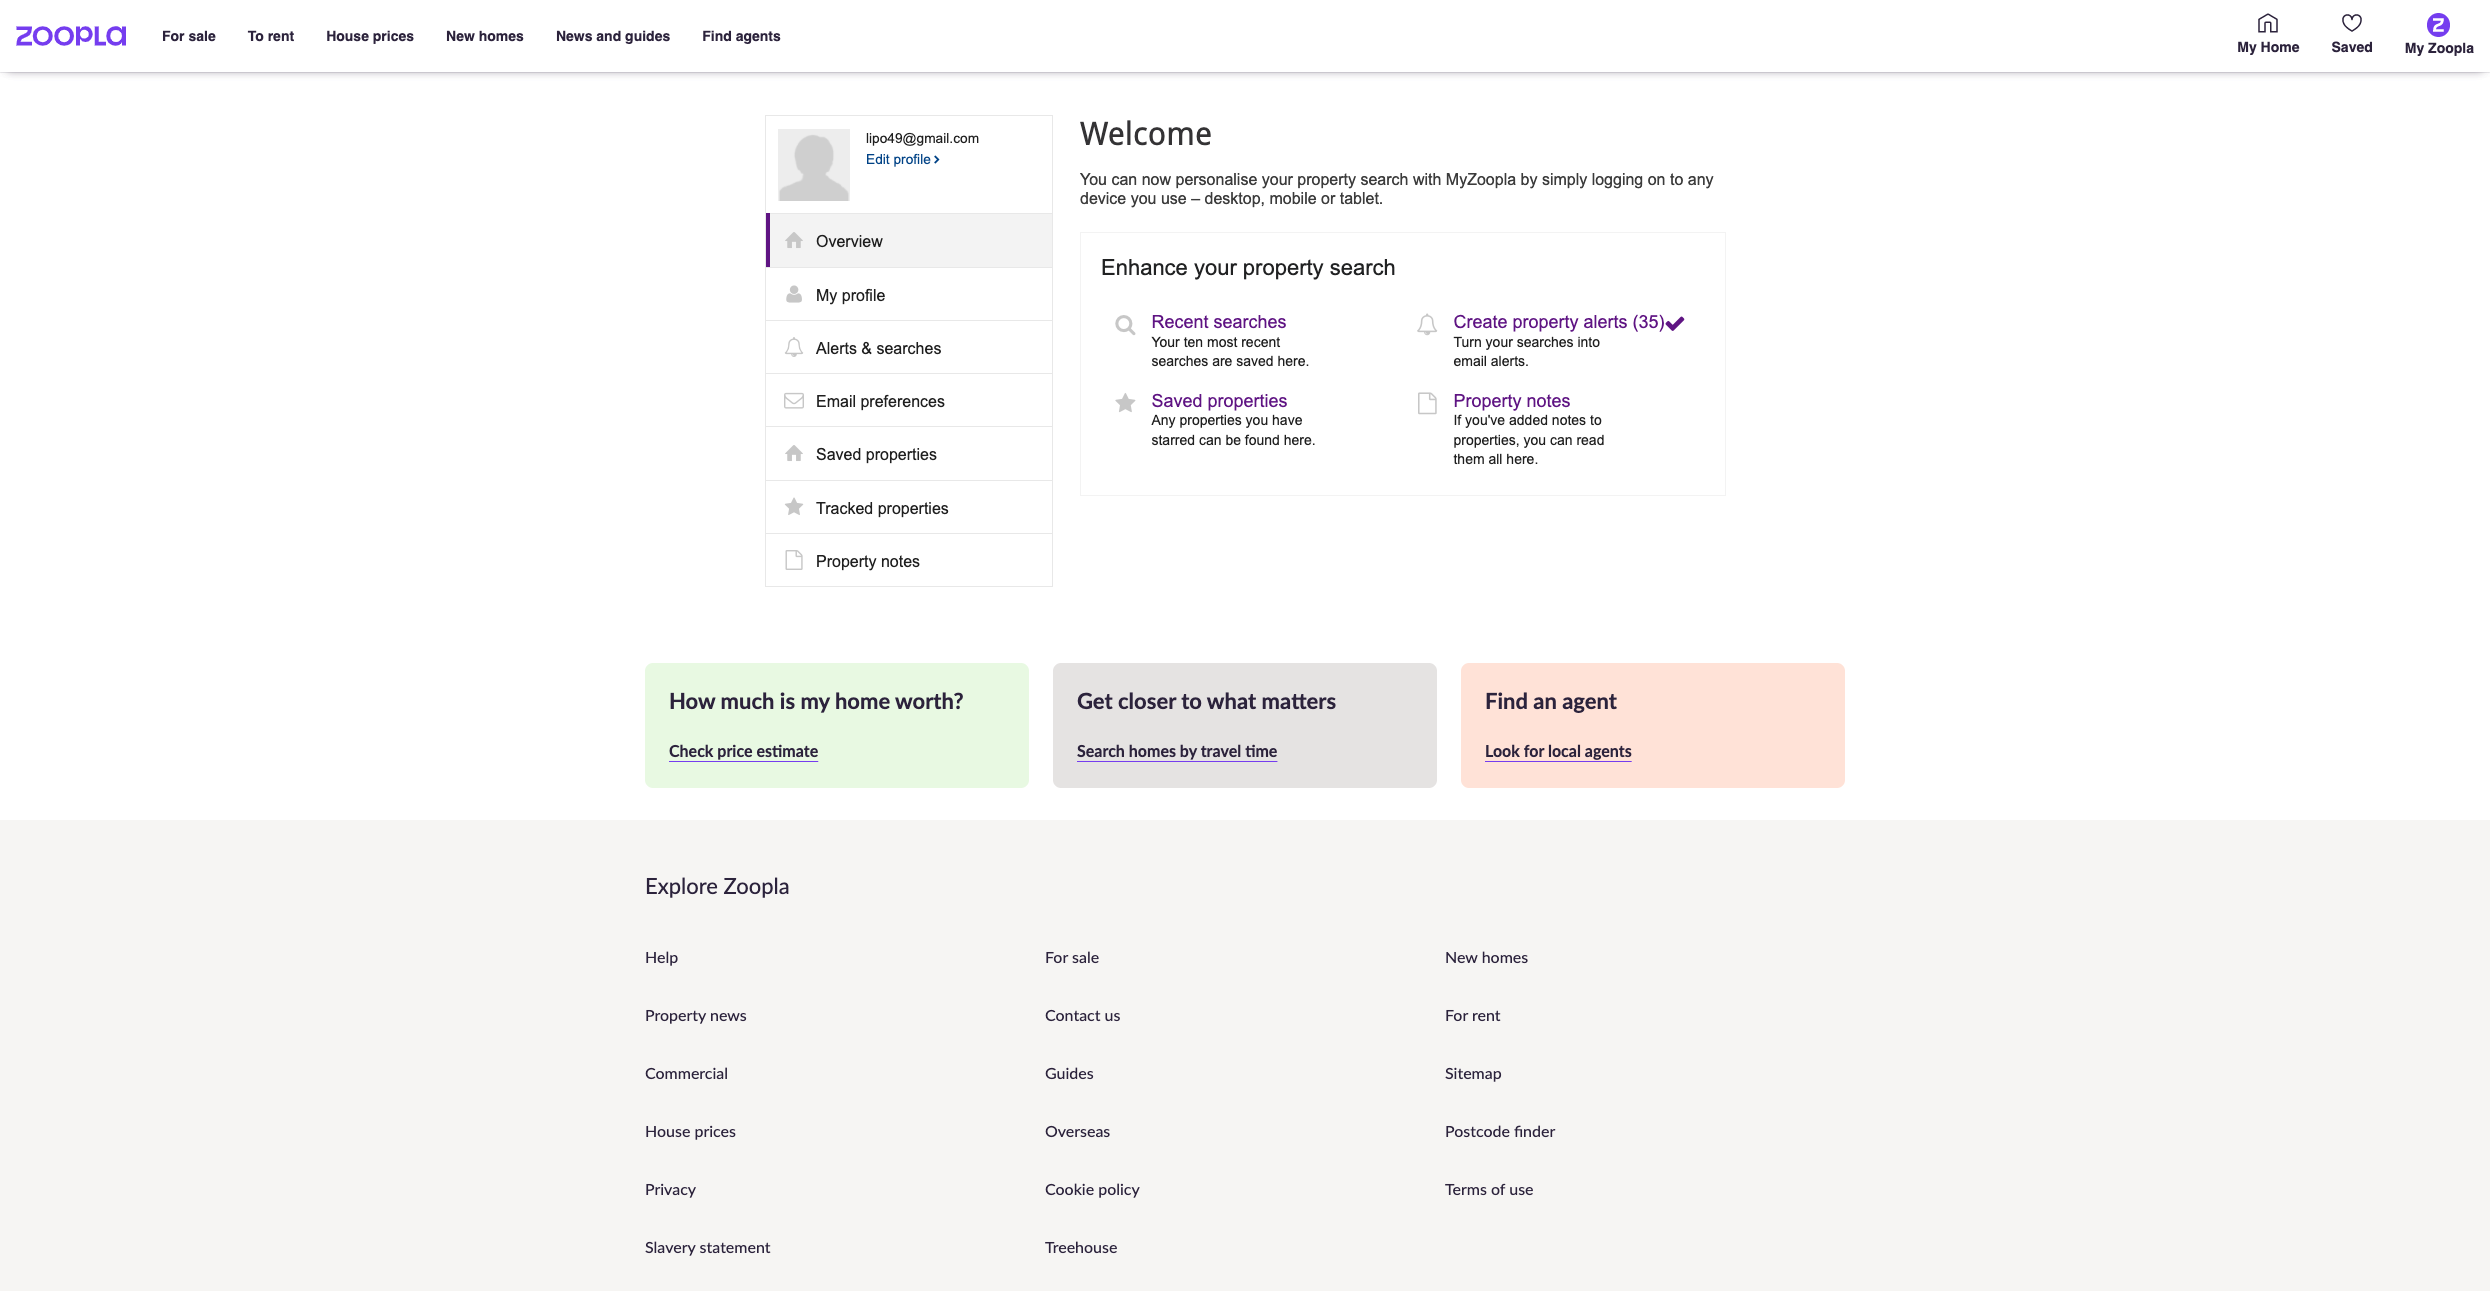 zoopla
For sale
To rent
House prices
New homes
News and guides
Find agents
My Home
Saved
My Zoopla
lipo49@gmail.com
Edit profile
Overview
My profile
Alerts & searches
Email preferences
Saved properties
Tracked properties
Property notes
Welcome
You can now personalise your property search with MyZoopla by simply logging on to any
device you use – desktop, mobile or tablet.
Enhance your property search
Recent searches
Your ten most recent
searches are saved here.
Create property alerts (35)
Turn your searches into
email alerts.
Saved properties
Any properties you have
starred can be found here.
Property notes
If you've added notes to
properties, you can read
them all here.
How much is my home worth?
Check price estimate
Get closer to what matters
Search homes by travel time
Find an agent
Look for local agents
Explore Zoopla
Help
For sale
New homes
Property news
Contact us
For rent
Commercial
Guides
Sitemap
House prices
Overseas
Postcode finder
Privacy
Cookie policy
Terms of use
Slavery statement
Treehouse